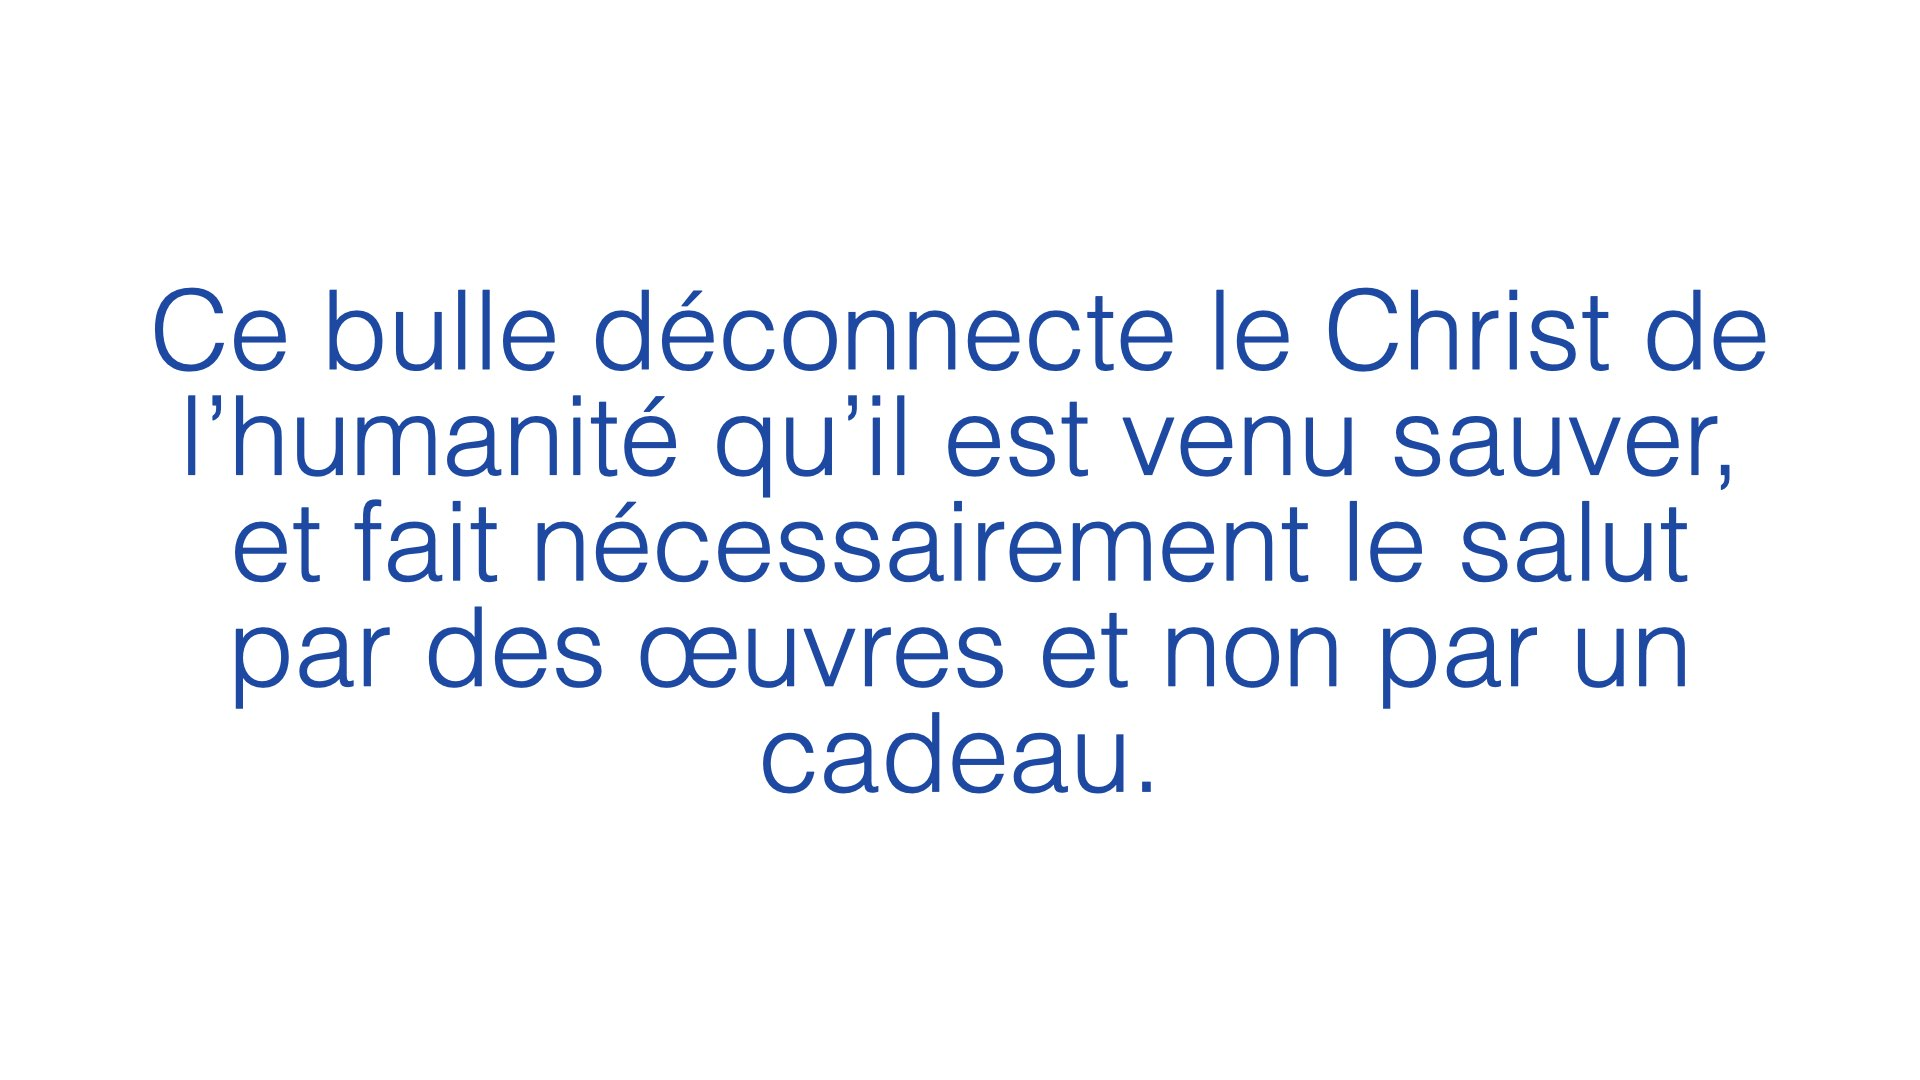 Ce bulle déconnecte le Christ de
l’humanité qu’il est venu sauver,
et fait nécessairement le salut
par des œuvres et non par un
cadeau.